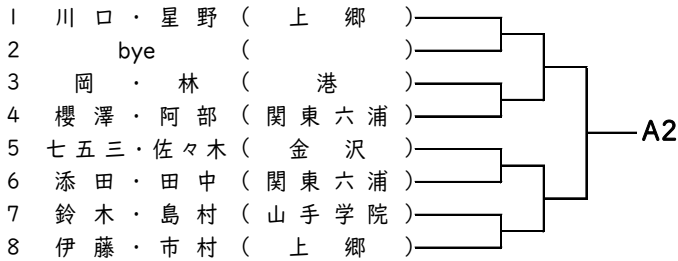 1 川口・星野(上郷)
2 bye ( )
3 岡・林(港)
4 櫻澤・阿部(関東六浦)
A2
5 七五三・佐々木(金沢)
6 添田・田中(関東六浦)
7 鈴木・島村(山手学院)
8 伊藤・市村(上郷)